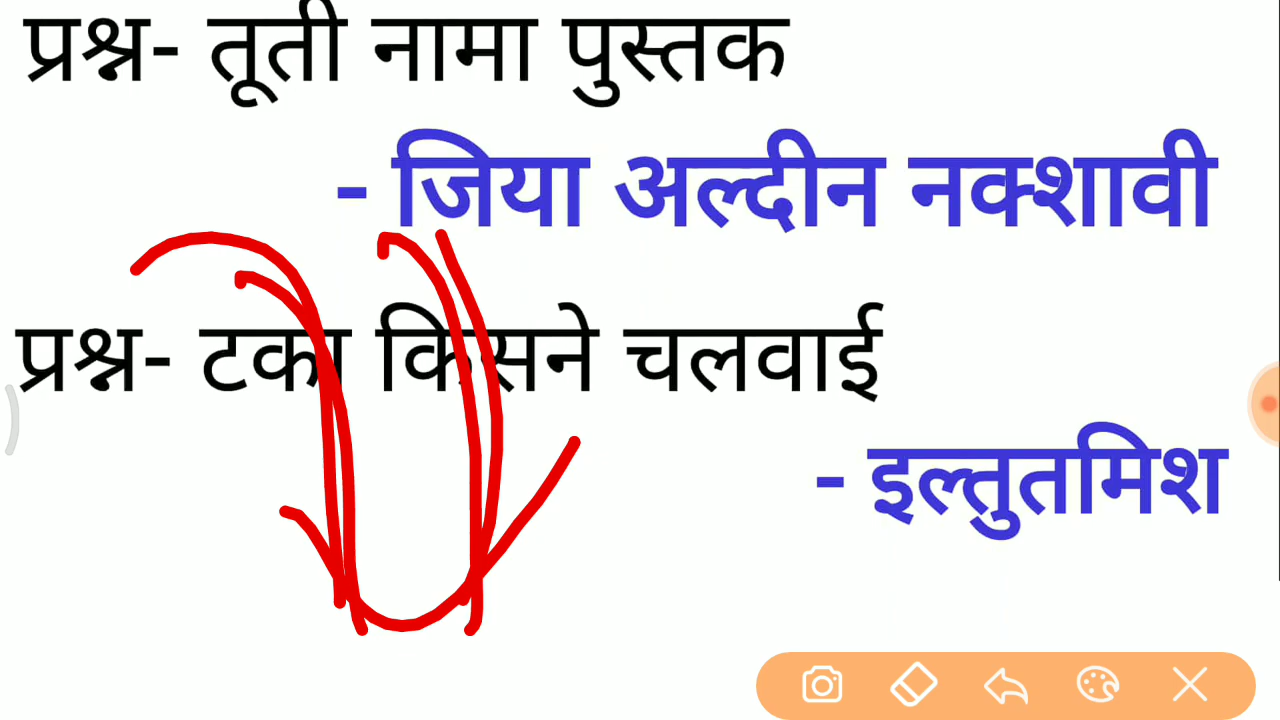 प्रश्न- तूती नामा पुस्तक
- जिया अल्दीन नक्शावी
प्रश्न- टका किसने चलवाई
- इल्तुतमिश